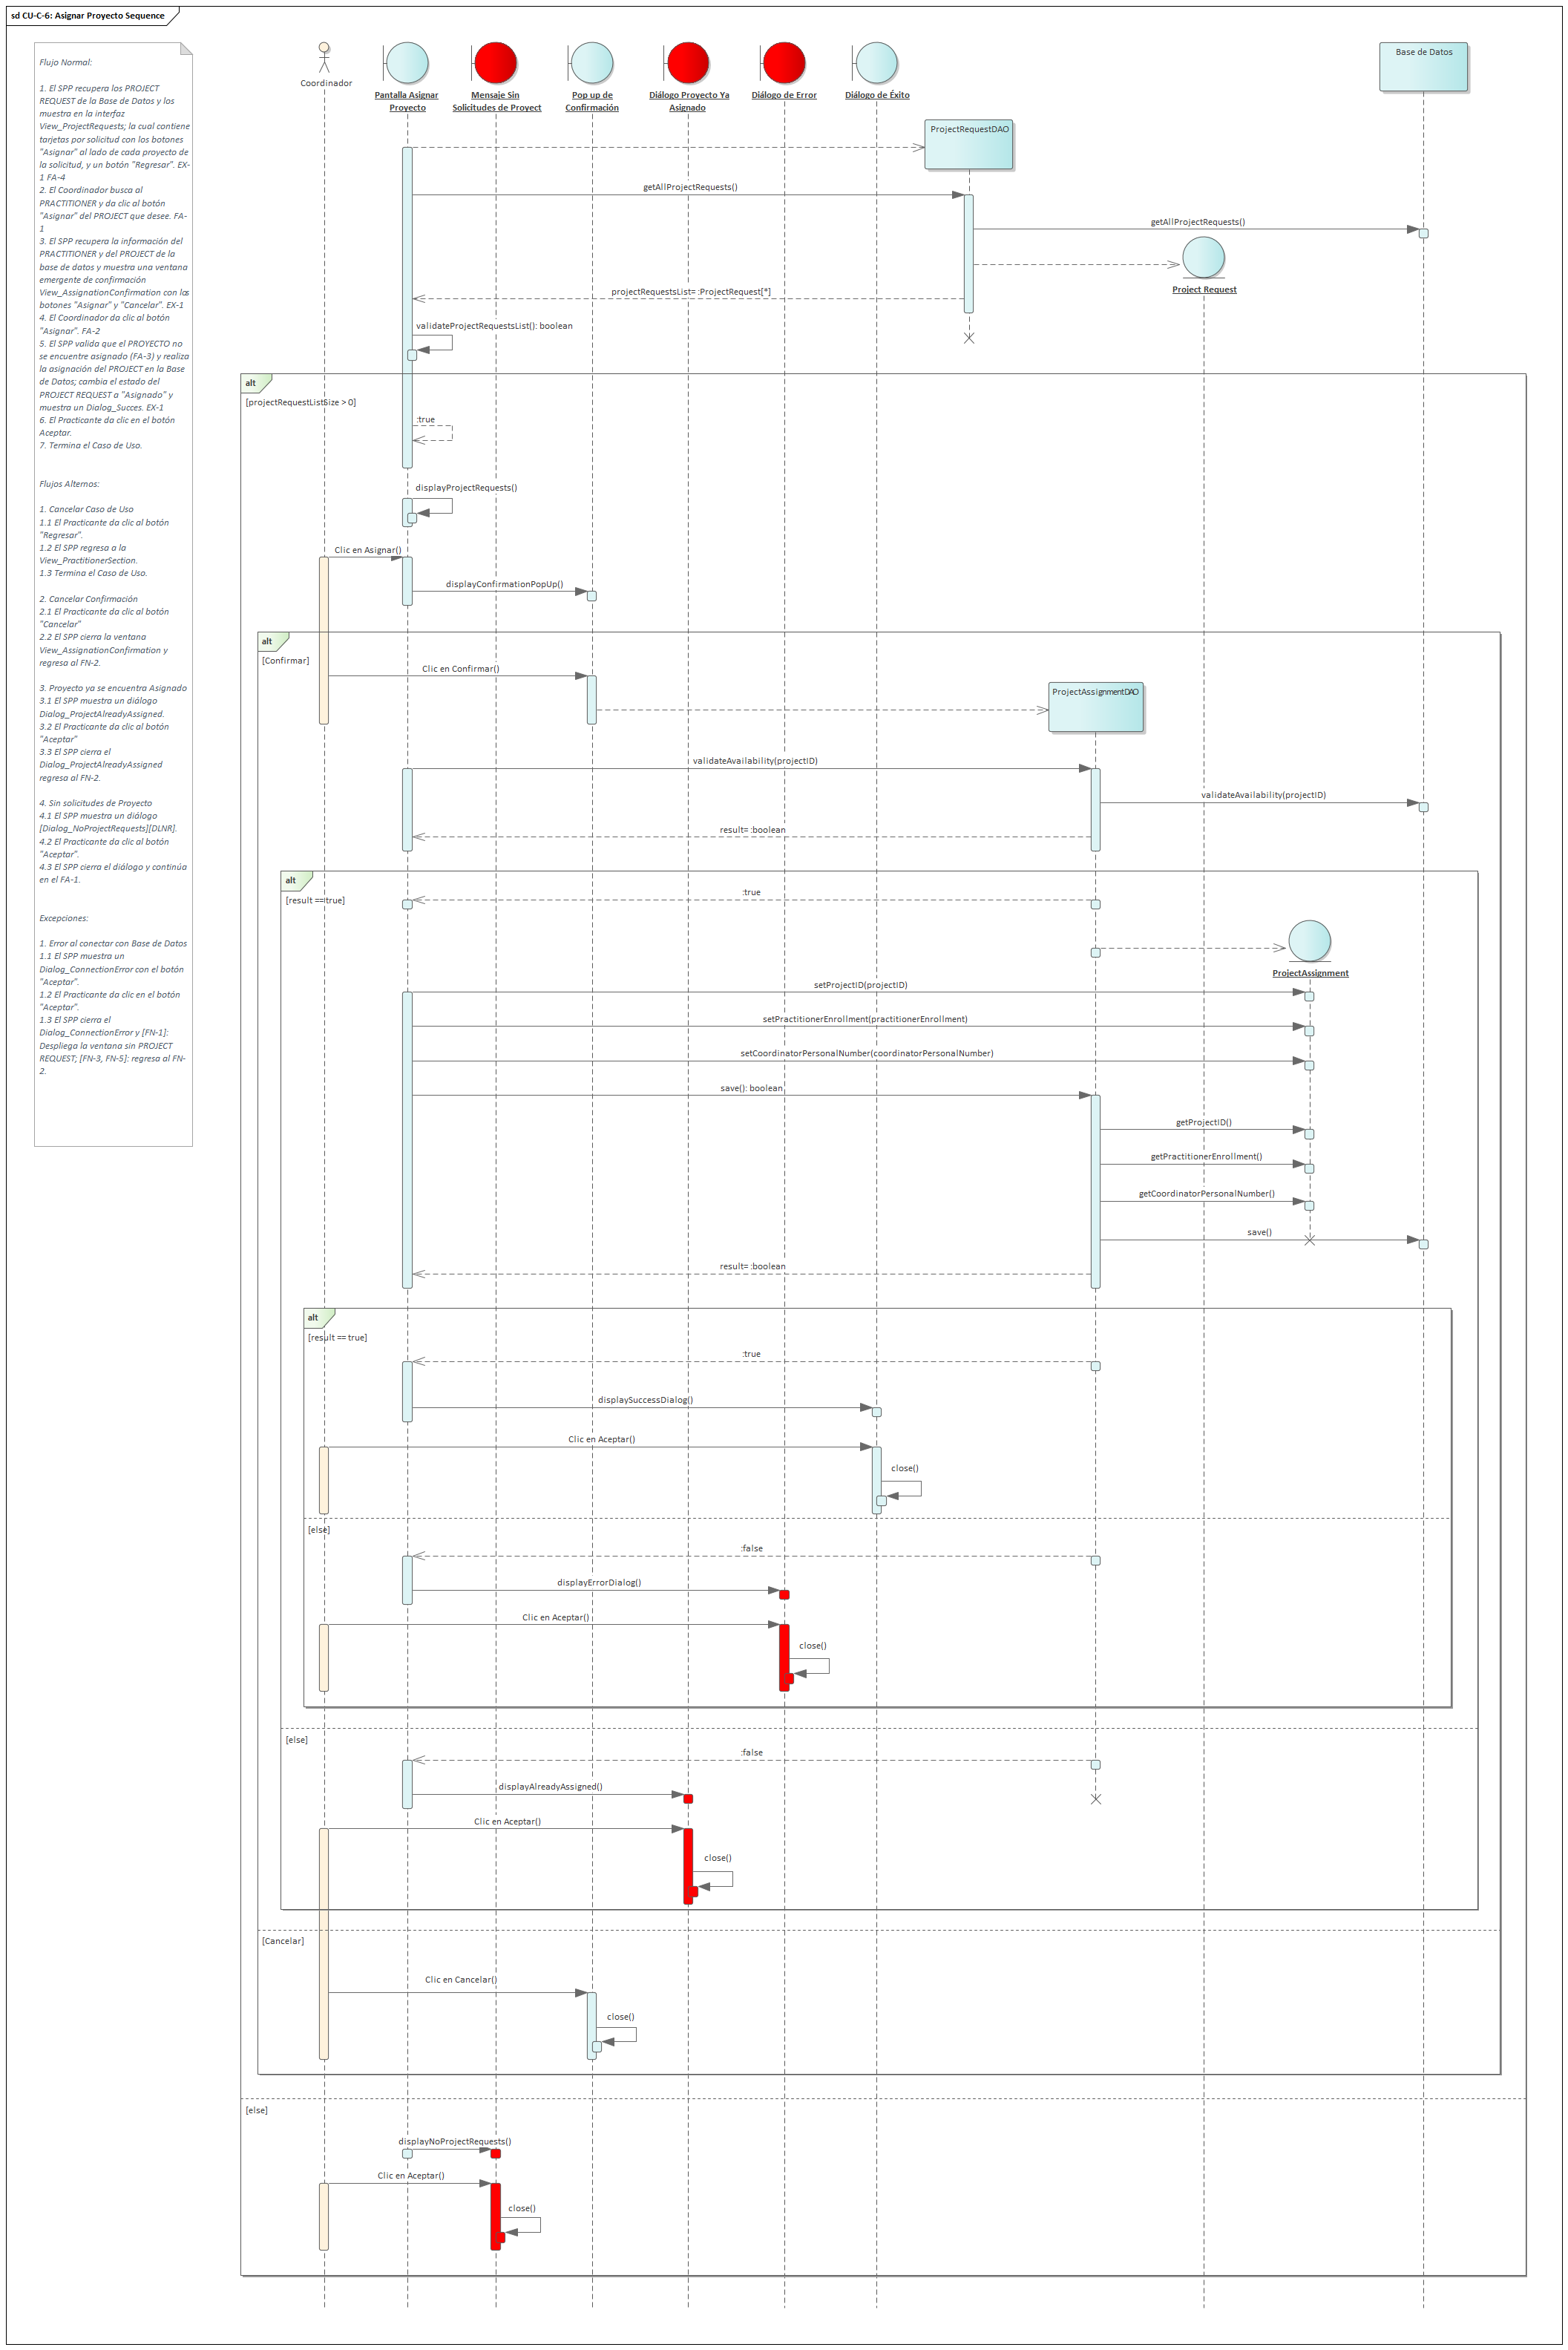 sd CU-C-6: Asignar Proyecto Sequence
Flujo Normal:
1. El SPP recupera los PROJECT
REQUEST de la Base de Datos y los
muestra en la interfaz
View_ProjectRequests; la cual contiene
tarjetas por solicitud con los botones
"Asignar" al lado de cada proyecto de
la solicitud, y un botón "Regresar". EX-
1 FA-4
2. El Coordinador busca al
PRACTITIONER y da clic al botón
"Asignar" del PROJECT que desee. FA-
1
3. El SPP recupera la información del
PRACTITIONER y del PROJECT de la
base de datos y muestra una ventana
emergente de confirmación
View_AssignationConfirmation con los
botones "Asignar" y "Cancelar". EX-1
4. El Coordinador da clic al botón
"Asignar". FA-2
5. El SPP valida que el PROYECTO no
se encuentre asignado (FA-3) y realiza
la asignación del PROJECT en la Base
de Datos; cambia el estado del
PROJECT REQUEST a "Asignado" y
muestra un Dialog_Succes. EX-1
6. El Practicante da clic en el botón
Aceptar.
7. Termina el Caso de Uso.
Flujos Alternos:
1. Cancelar Caso de Uso
1.1 El Practicante da clic al botón
"Regresar".
1.2 El SPP regresa a la
View_PractitionerSection.
1.3 Termina el Caso de Uso.
2. Cancelar Confirmación
2.1 El Practicante da clic al botón
"Cancelar"
2.2 El SPP cierra la ventana
View_AssignationConfirmation y
regresa al FN-2.
3. Proyecto ya se encuentra Asignado
3.1 El SPP muestra un diálogo
Dialog_ProjectAlreadyAssigned.
3.2 El Practicante da clic al botón
"Aceptar"
3.3 El SPP cierra el
Dialog_ProjectAlreadyAssigned
regresa al FN-2.
4. Sin solicitudes de Proyecto
4.1 El SPP muestra un diálogo
[Dialog_NoProjectRequests][DLNR].
4.2 El Practicante da clic al botón
"Aceptar".
4.3 El SPP cierra el diálogo y continúa
en el FA-1.
Excepciones:
1. Error al conectar con Base de Datos
1.1 El SPP muestra un
Dialog_ConnectionError con el botón
"Aceptar".
1.2 El Practicante da clic en el botón
"Aceptar".
1.3 El SPP cierra el
Dialog_ConnectionError y [FN-1]:
Despliega la ventana sin PROJECT
REQUEST; [FN-3, FN-5]: regresa al FN-
2.
Coordinador
Pantalla Asignar
Proyecto
Mensaje Sin
Solicitudes de Proyect
Pop up de
Confirmación
Diálogo Proyecto Ya
Asignado
Diálogo de Error
Diálogo de Éxito
Base de Datos
ProjectRequestDAO
getAllProjectRequests()
getAllProjectRequests()
Project Request
projectRequestsList= :ProjectRequest[*]
validateProjectRequestsList(): boolean
alt
[projectRequestListSize > 0]
:true
displayProjectRequests()
Clic en Asignar()
displayConfirmationPopUp()
alt
[Confirmar]
Clic en Confirmar()
ProjectAssignmentDAO
validateAvailability(projectID)
validateAvailability(projectID)
result= :boolean
alt
[result ==true]
:true
ProjectAssignment
setProjectID(projectID)
setPractitionerEnrollment(practitionerEnrollment)
setCoordinatorPersonalNumber(coordinatorPersonalNumber)
save(): boolean
getProjectID()
getPractitionerEnrollment()
getCoordinatorPersonalNumber()
save()
result= :boolean
alt
[result == true]
:true
displaySuccessDialog()
Clic en Aceptar()
close()
[else]
:false
displayErrorDialog()
Clic en Aceptar()
close()
[else]
:false
displayAlreadyAssigned()
Clic en Aceptar()
close()
[Cancelar]
Clic en Cancelar()
close()
[else]
displayNoProjectRequests()
Clic en Aceptar()
close()